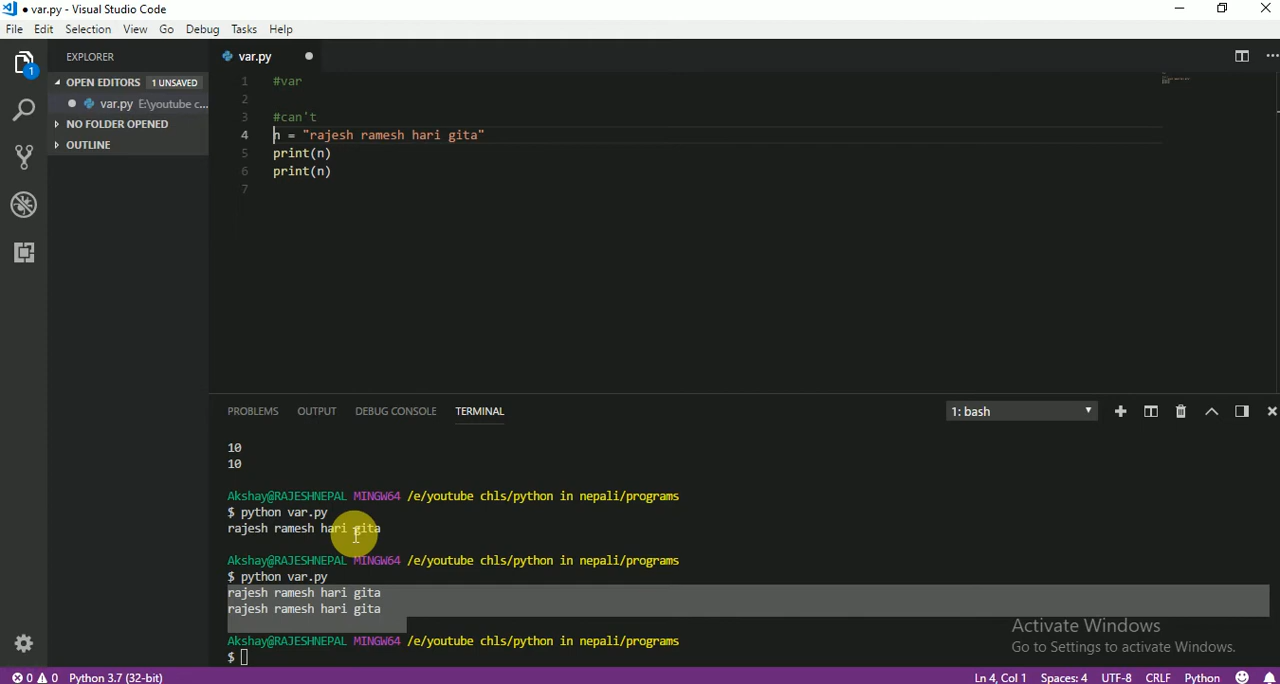 var.py - Visual Studio Code
File Edit Selection View Go Debug Tasks Help
EXPLORER
OPEN EDITORS 1 UNSAVED
var.py E\youtube c...
NO FOLDER OPENED
OUTLINE
1
var.py
1 #var
2
3 #can't
4 n = "rajesh ramesh hari gita"
5 print(n)
6 print(n)
7
PROBLEMS OUTPUT DEBUG CONSOLE TERMINAL 1: bash
10
10
Akshay@RAJESHNEPAL MINGW64 /e/youtube chls/python in nepali/programs
$ python var.py
rajesh ramesh hari gita
Akshay@RAJESHNEPAL MINGW64 /e/youtube chls/python in nepali/programs
$ python var.py
rajesh ramesh hari gita
rajesh ramesh hari gita
Akshay@RAJESHNEPAL MINGW64 /e/youtube chls/python in nepali/programs
$
Activate Windows
Go to Settings to activate Windows.
0 0 Python 3.7 (32-bit) Ln 4, Col 1 Spaces: 4 UTF-8 CRLF Python